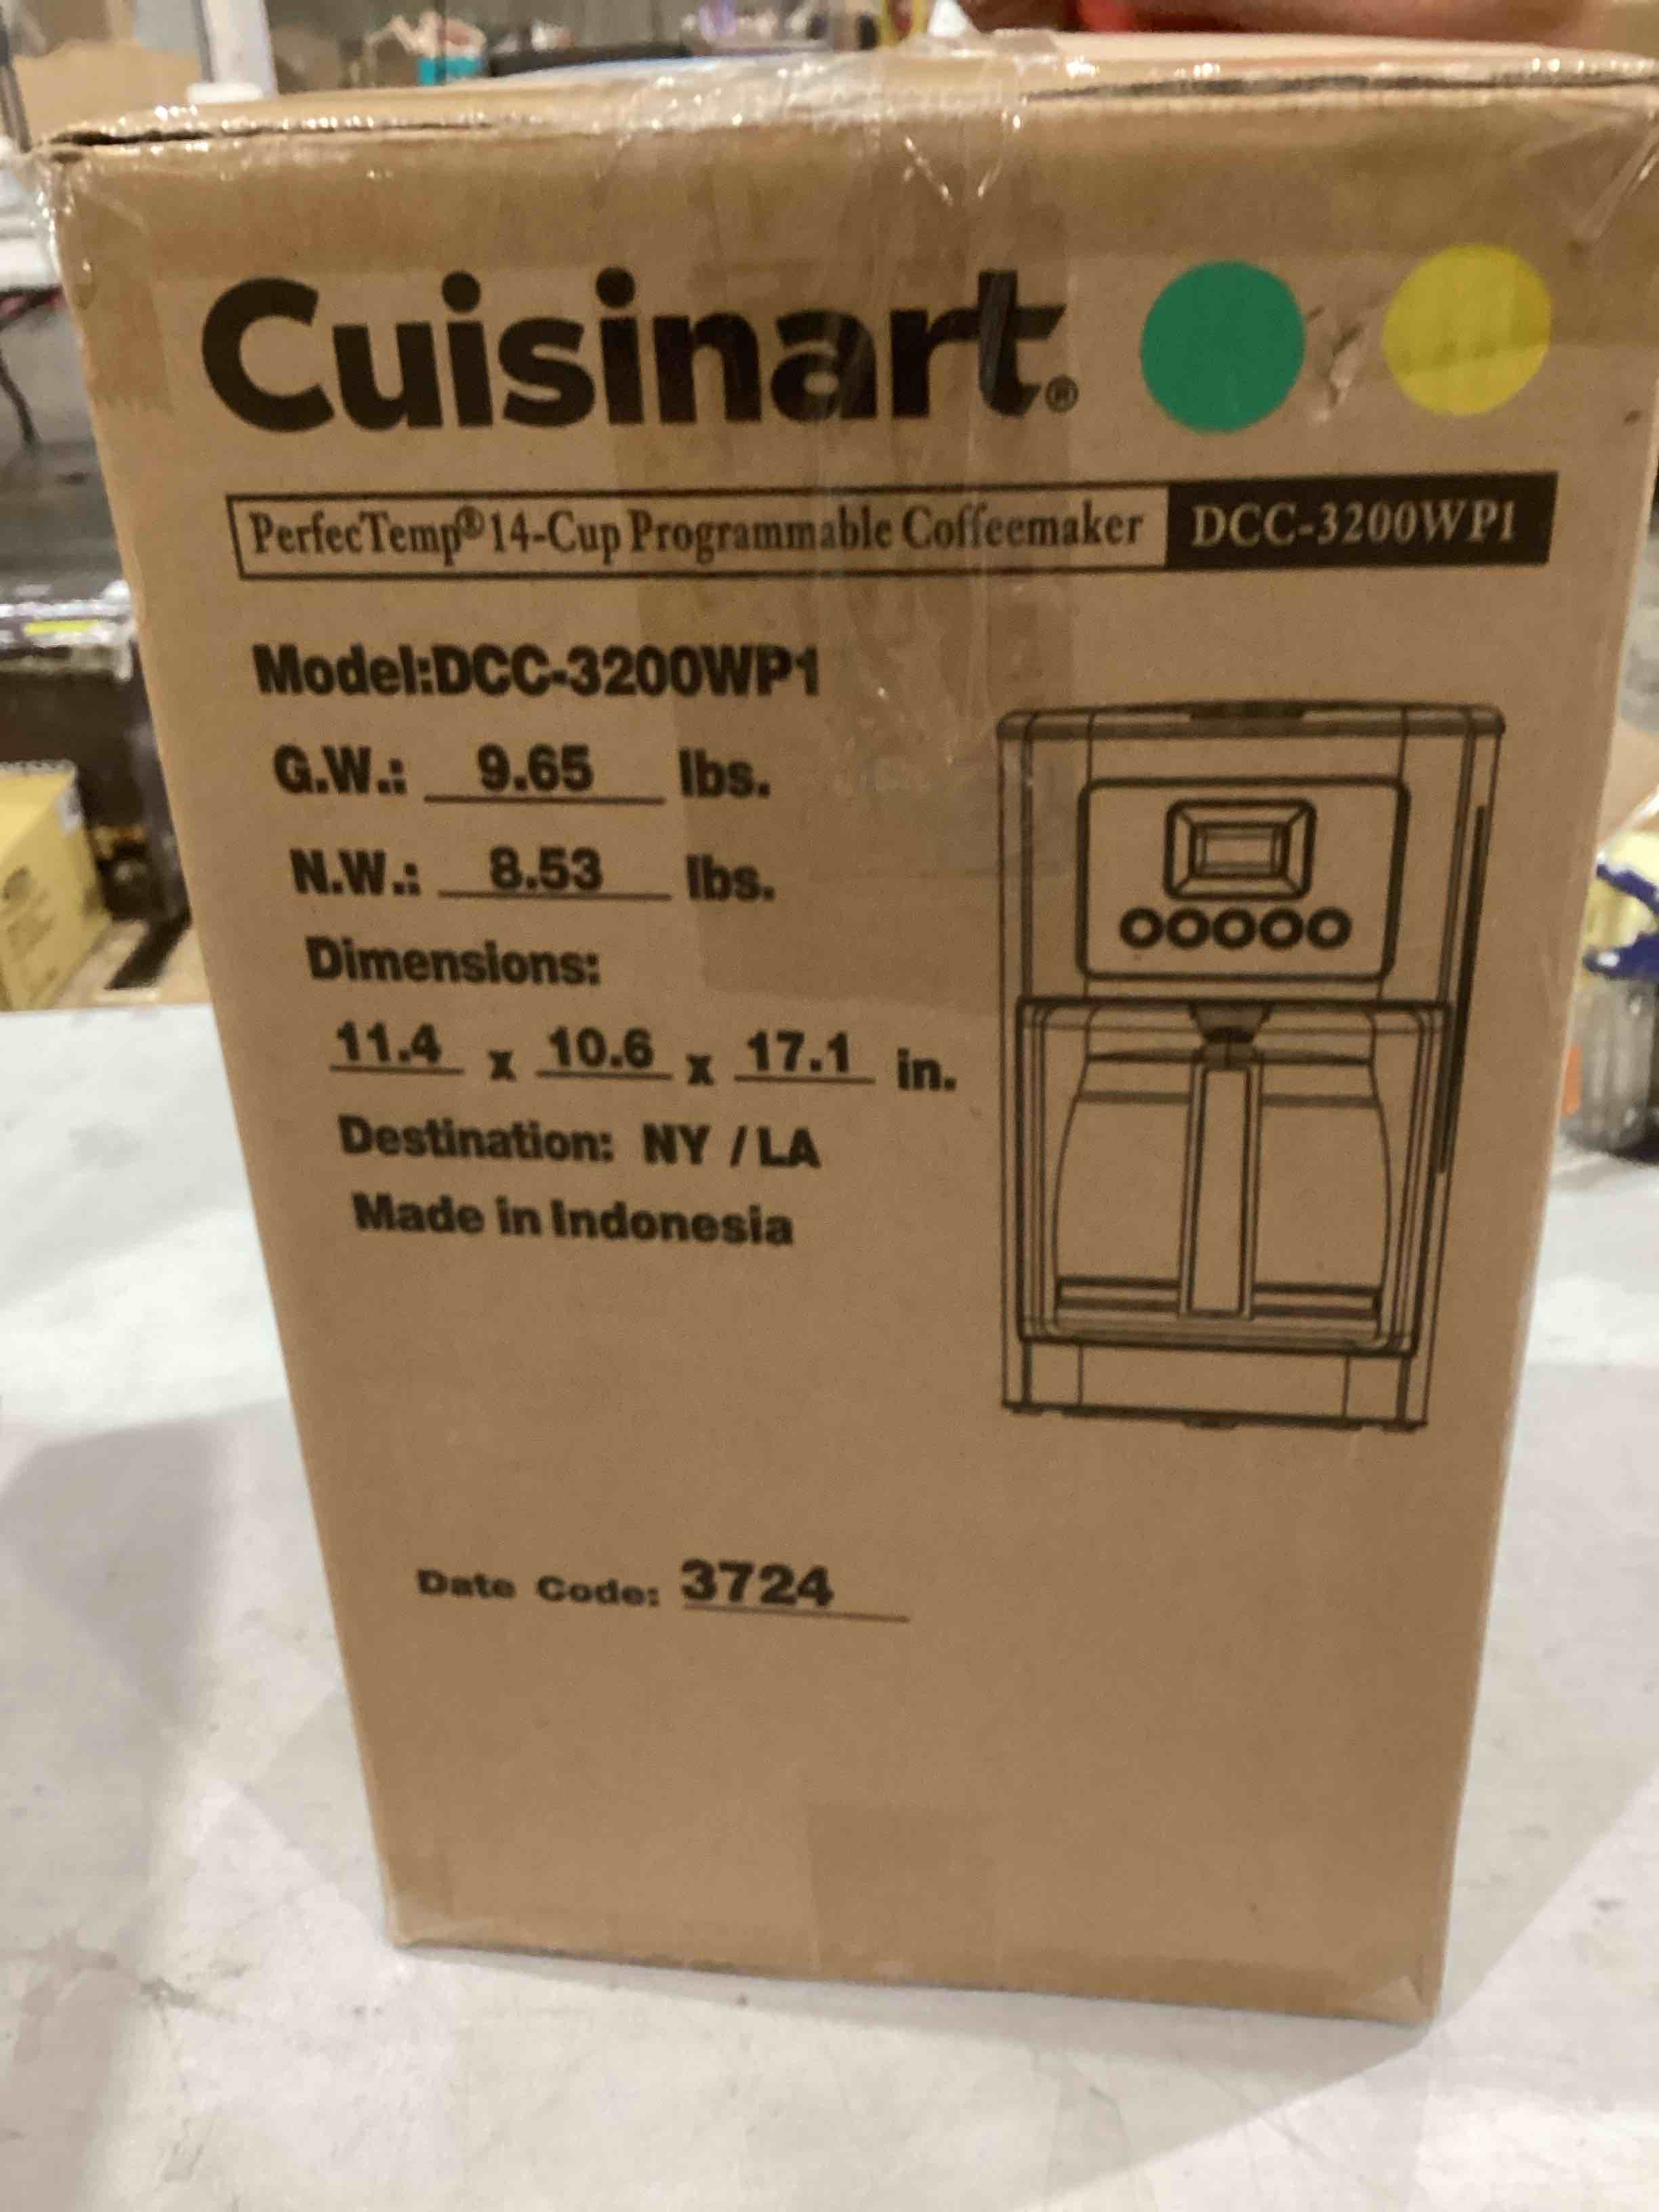 Cuisinart®
PerfecTemp® 14-Cup Programmable Coffeemaker DCC-3200WP1
Model:DCC-3200WP1
G.W.: 9.65 lbs.
N.W.: 8.53 lbs.
Dimensions:
11.4 x 10.6 x 17.1 in.
Destination: NY / LA
Made in Indonesia
Date Code: 3724